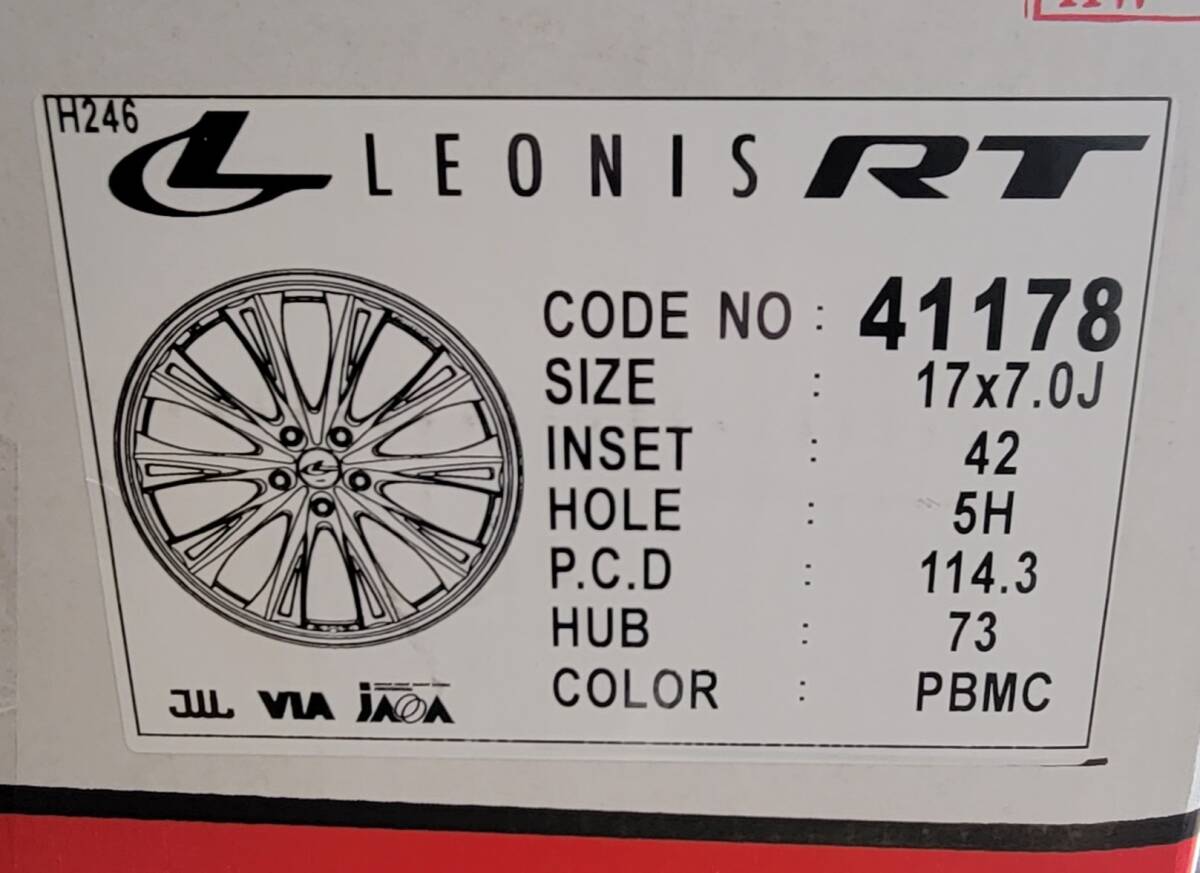 H246
LEONIS RT
CODE NO : 41178
SIZE : 17x7.0J
INSET : 42
HOLE : 5H
P.C.D : 114.3
HUB : 73
COLOR : PBMC
JWL VIA JAWA